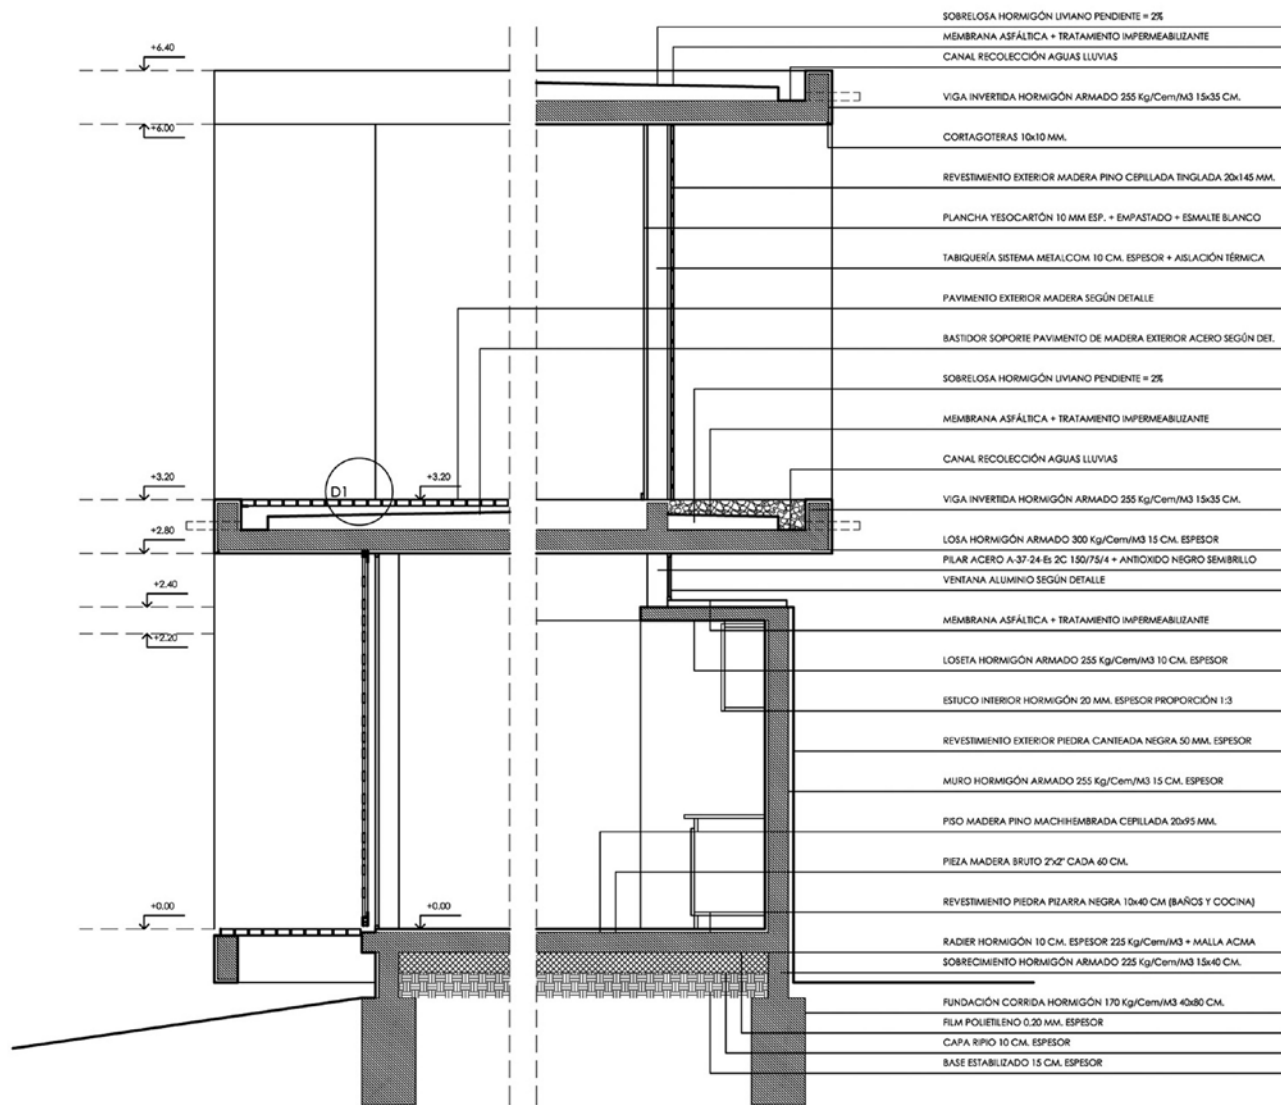 SOBRELOSA HORMIGÓN LIVIANO PENDIENTE = 2%
MEMBRANA ASFÁLTICA + TRATAMIENTO IMPERMEABILIZANTE
CANAL RECOLECCIÓN AGUAS LLUVIAS
VIGA INVERTIDA HORMIGÓN ARMADO 255 Kg/Cem/M3 15x35 CM.
CORTAGOTERAS 10x10 MM.
REVESTIMIENTO EXTERIOR MADERA PINO CEPILLADA TINGLADA 20x145 MM.
PLANCHA YESOCARTÓN 10 MM ESP. + EMPASTADO + ESMALTE BLANCO
TABIQUERÍA SISTEMA METALCOM 10 CM. ESPESOR + AISLACIÓN TÉRMICA
PAVIMENTO EXTERIOR MADERA SEGÚN DETALLE
BASTIDOR SOPORTE PAVIMENTO DE MADERA EXTERIOR ACERO SEGÚN DET.
SOBRELOSA HORMIGÓN LIVIANO PENDIENTE = 2%
MEMBRANA ASFÁLTICA + TRATAMIENTO IMPERMEABILIZANTE
CANAL RECOLECCIÓN AGUAS LLUVIAS
VIGA INVERTIDA HORMIGÓN ARMADO 255 Kg/Cem/M3 15x35 CM.
LOSA HORMIGÓN ARMADO 300 Kg/Cem/M3 15 CM. ESPESOR
PILAR ACERO A-37-24-Es 2C 150/75/4 + ANTIOXIDO NEGRO SEMIBRILLO
VENTANA ALUMINIO SEGÚN DETALLE
MEMBRANA ASFÁLTICA + TRATAMIENTO IMPERMEABILIZANTE
LOSETA HORMIGÓN ARMADO 255 Kg/Cem/M3 10 CM. ESPESOR
ESTUCO INTERIOR HORMIGÓN 20 MM. ESPESOR PROPORCIÓN 1:3
REVESTIMIENTO EXTERIOR PIEDRA CANTEADA NEGRA 50 MM. ESPESOR
MURO HORMIGÓN ARMADO 255 Kg/Cem/M3 15 CM. ESPESOR
PISO MADERA PINO MACHIHEMBRADA CEPILLADA 20x95 MM.
PIEZA MADERA BRUTO 2"x2" CADA 60 CM.
REVESTIMIENTO PIEDRA PIZARRA NEGRA 10x40 CM (BAÑOS Y COCINA)
RADIER HORMIGÓN 10 CM. ESPESOR 225 Kg/Cem/M3 + MALLA ACMA
SOBRECIMIENTO HORMIGÓN ARMADO 225 Kg/Cem/M3 15x40 CM.
FUNDACIÓN CORRIDA HORMIGÓN 170 Kg/Cem/M3 40x80 CM.
FILM POLIETILENO 0.20 MM. ESPESOR
CAPA RIPIO 10 CM. ESPESOR
BASE ESTABILIZADO 15 CM. ESPESOR
+6.40
+6.00
+3.20
D1
+3.20
+2.80
+2.40
+2.20
+0.00
+0.00